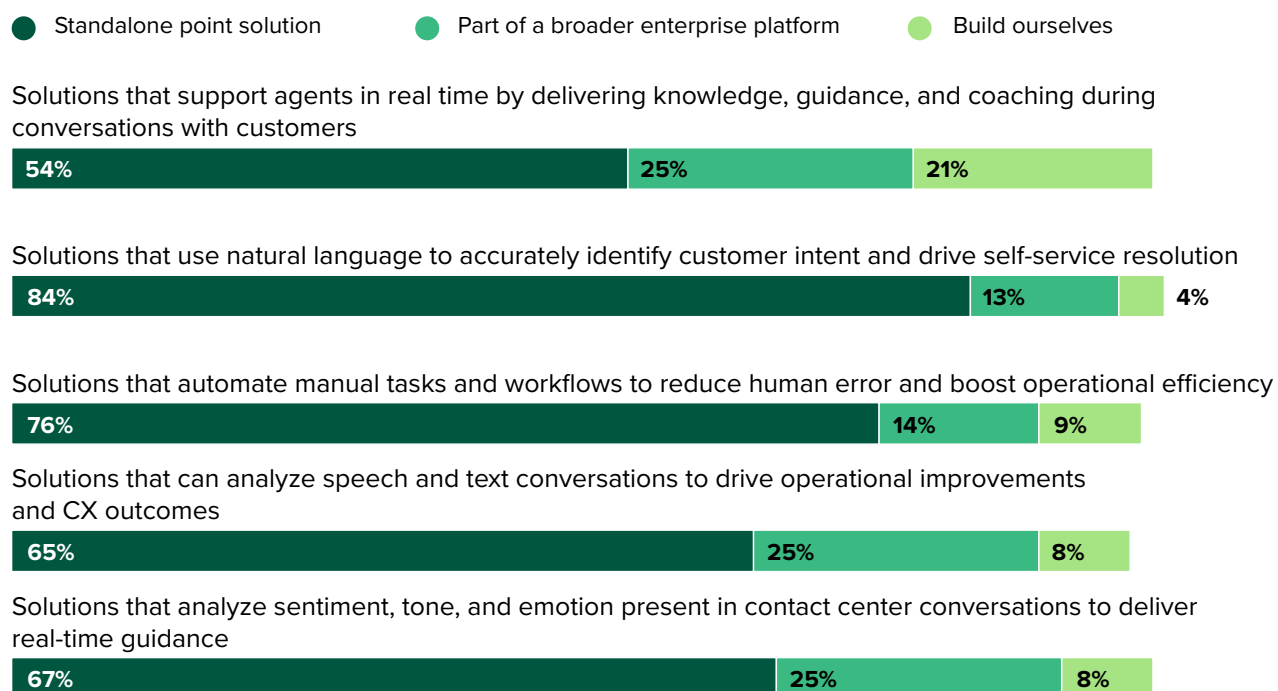 Standalone point solution Part of a broader enterprise platform Build ourselves
Solutions that support agents in real time by delivering knowledge, guidance, and coaching during
conversations with customers
54% 25% 21%
Solutions that use natural language to accurately identify customer intent and drive self-service resolution
84% 13% 4%
Solutions that automate manual tasks and workflows to reduce human error and boost operational efficiency
76% 14% 9%
Solutions that can analyze speech and text conversations to drive operational improvements
and CX outcomes
65% 25% 8%
Solutions that analyze sentiment, tone, and emotion present in contact center conversations to deliver
real-time guidance
67% 25% 8%